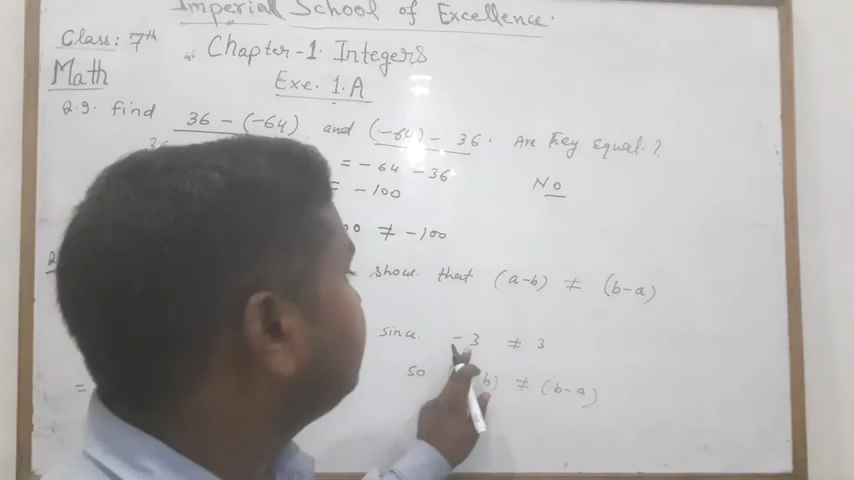 Imperial School of Excellence.
Class: 7th
Chapter-1. Integers
Math
Exe. 1.A
Q.9. Find 36 - (-64) and (-64) - 36. Are they equal?
36
= -64 -36
= -100
No
≠ -100
show that (a-b) ≠ (b-a)
since -3 ≠ 3
so b) ≠ (b-a)
=